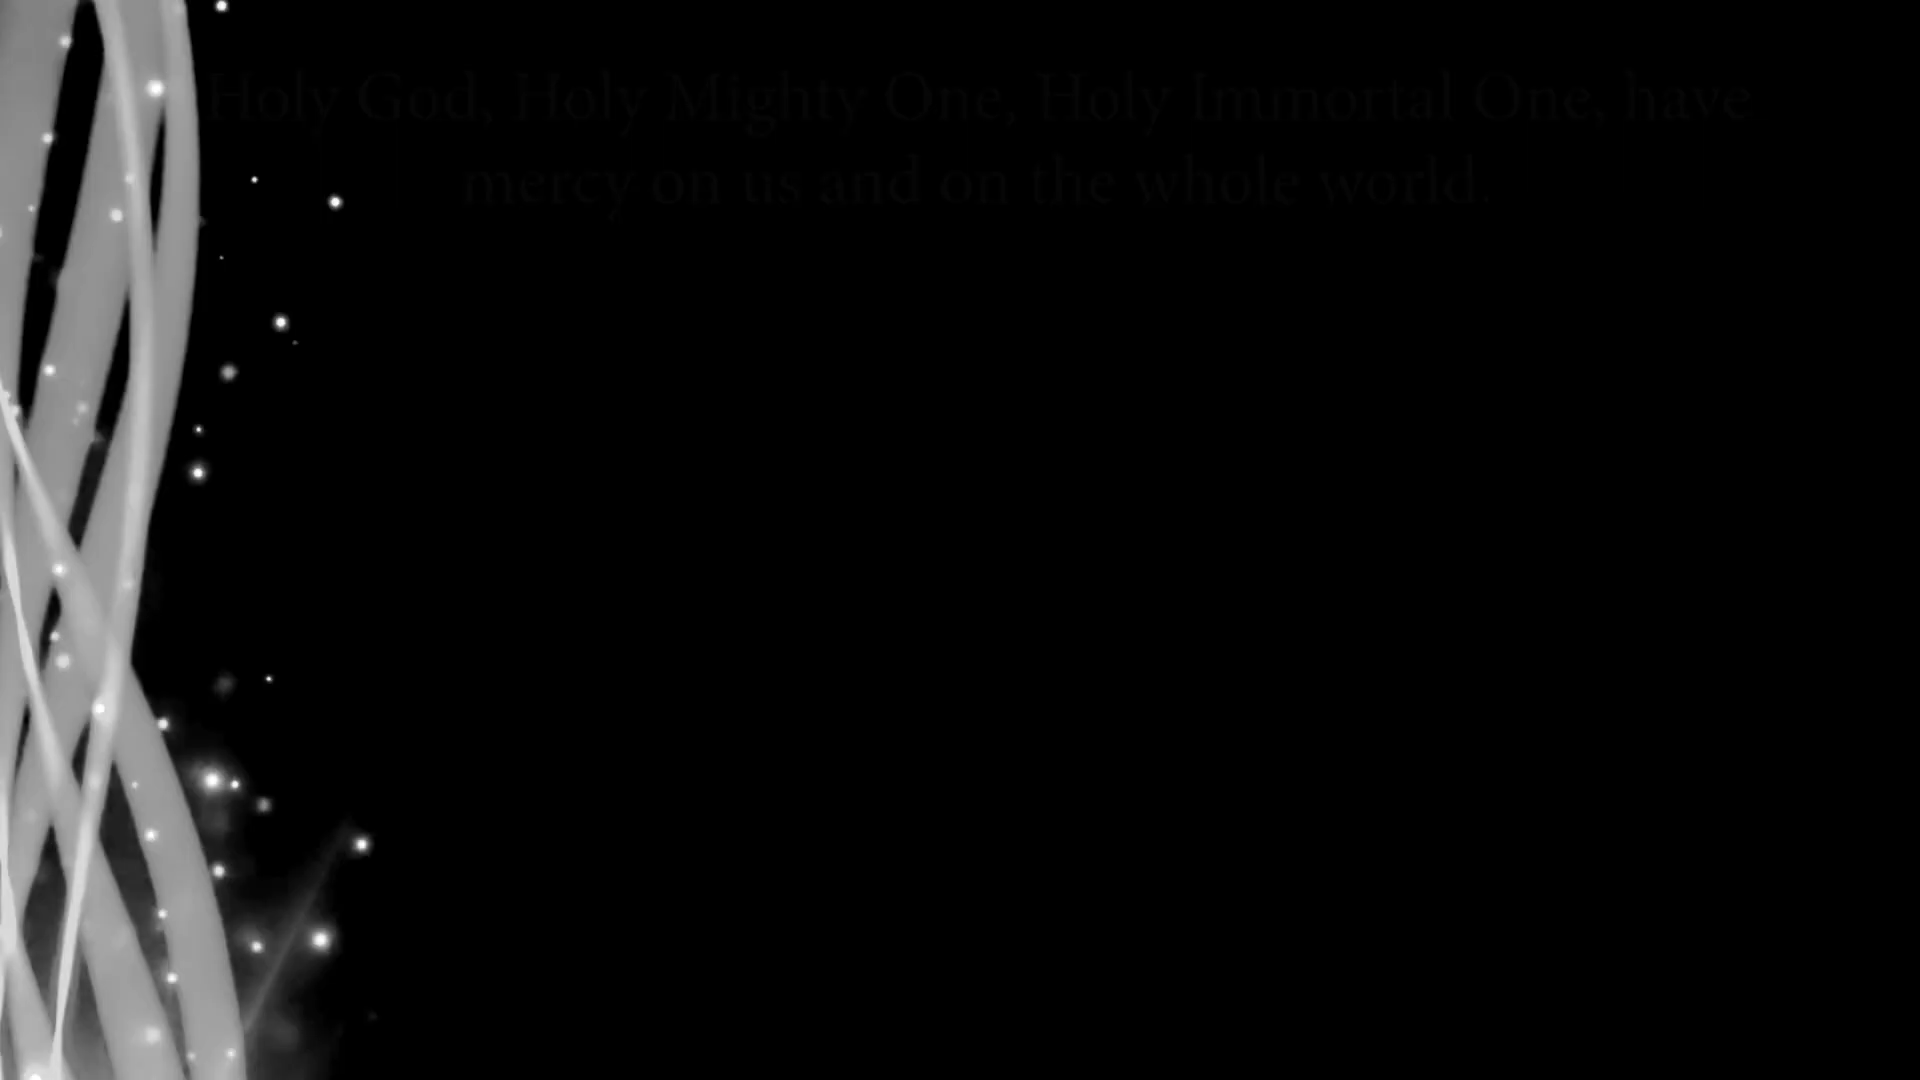 Holy God, Holy Mighty One, Holy Immortal One, have
mercy on us and on the whole world.